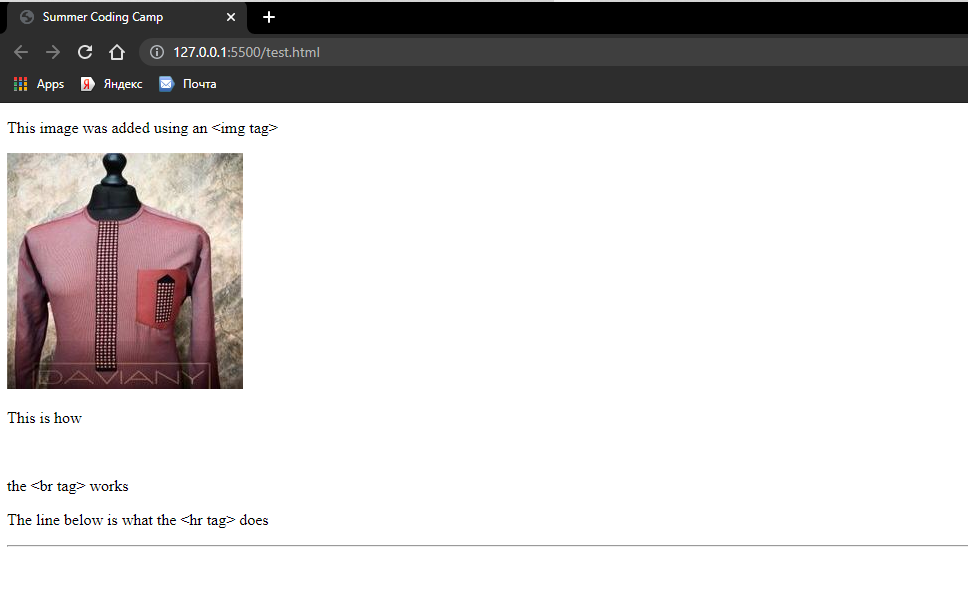 Summer Coding Camp
127.0.0.1:5500/test.html
Apps Яндекс Почта
This image was added using an <img tag>
DAVIANY
This is how
the <br tag> works
The line below is what the <hr tag> does